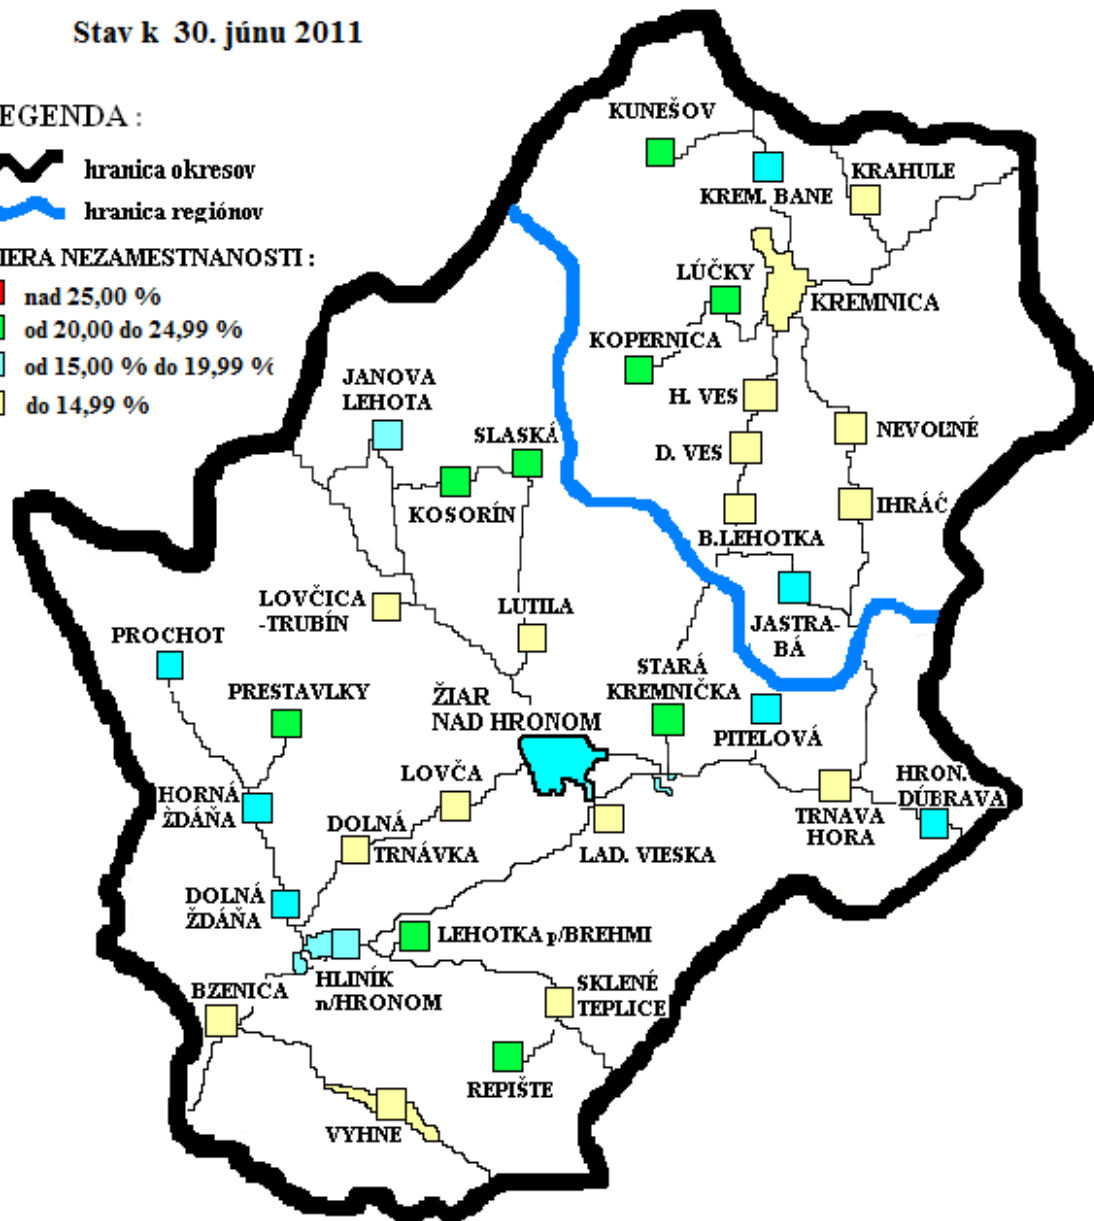 Stav k 30. júnu 2011
EGENDA :
hranica okresov
hranica regiónov
IERA NEZAMESTNANOSTI :
nad 25,00 %
od 20,00 do 24,99 %
od 15,00 % do 19,99 %
do 14,99 %
KUNEŠOV
KREM. BANE
KRAHULE
LÚČKY
KREMNICA
KOPERNICA
JANOVA
LEHOTA
H. VES
SLASKÁ
NEVOĽNÉ
D. VES
KOSORÍN
IHRÁČ
B.LEHOTKA
LOVČICA
-TRUBÍN
LUTILA
JASTRA-
BÁ
PROCHOT
STARÁ
KREMNIČKA
PRESTAVLKY
ŽIAR
NAD HRONOM
PITELOVÁ
LOVČA
HRON.
DÚBRAVA
HORNÁ
ŽDÁŇA
DOLNÁ
TRNÁVKA
TRNAVA
HORA
LAD. VIESKA
DOLNÁ
ŽDÁŇA
LEHOTKA p/BREHMI
HLINÍK
n/HRONOM
SKLENÉ
TEPLICE
BZENICA
REPIŠTE
VYHNE